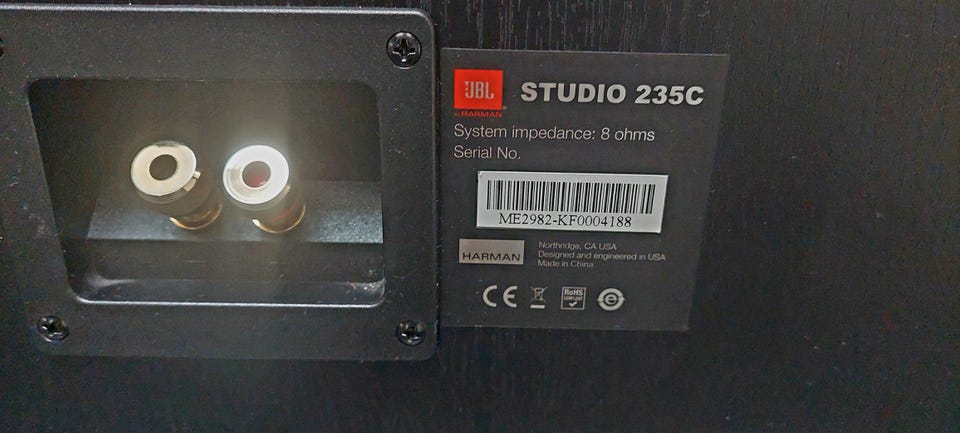 JBL STUDIO 235C
by HARMAN
System impedance: 8 ohms
Serial No.
ME2982-KF0004188
HARMAN
Northridge, CA USA
Designed and engineered in USA
Made in China
CE RoHS
COMPLIANT
e